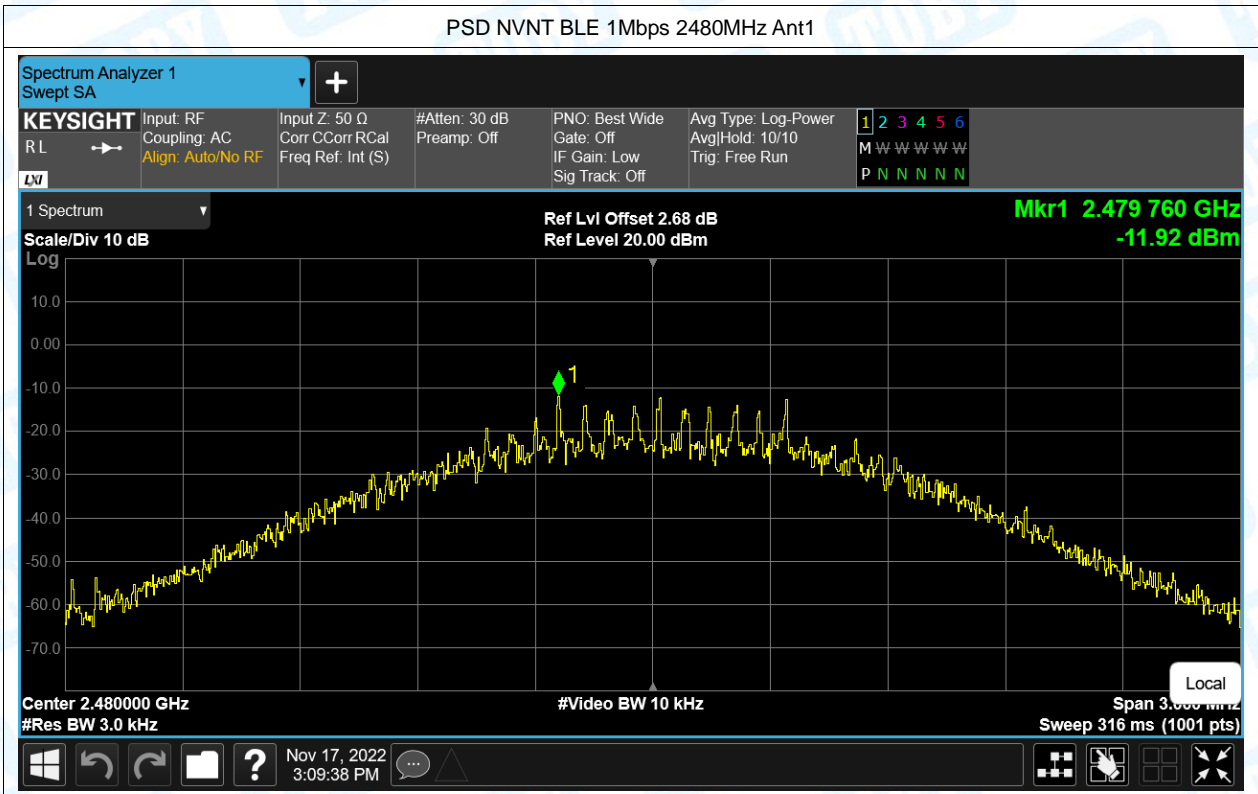 PSD NVNT BLE 1Mbps 2480MHz Ant1
Spectrum Analyzer 1
Swept SA
KEYSIGHT
R L
LXI
Input: RF
Coupling: AC
Align: Auto/No RF
Input Z: 50 Ω
Corr CCorr RCal
Freq Ref: Int (S)
#Atten: 30 dB
Preamp: Off
PNO: Best Wide
Gate: Off
IF Gain: Low
Sig Track: Off
Avg Type: Log-Power
Avg|Hold: 10/10
Trig: Free Run
1 2 3 4 5 6
M W W W W W
P N N N N N
1 Spectrum
Scale/Div 10 dB
Ref Lvl Offset 2.68 dB
Ref Level 20.00 dBm
Mkr1 2.479 760 GHz
-11.92 dBm
Log
10.0
0.00
-10.0
-20.0
-30.0
-40.0
-50.0
-60.0
-70.0
1
Local
Center 2.480000 GHz
#Res BW 3.0 kHz
#Video BW 10 kHz
Span 3.000 MHz
Sweep 316 ms (1001 pts)
Nov 17, 2022
3:09:38 PM